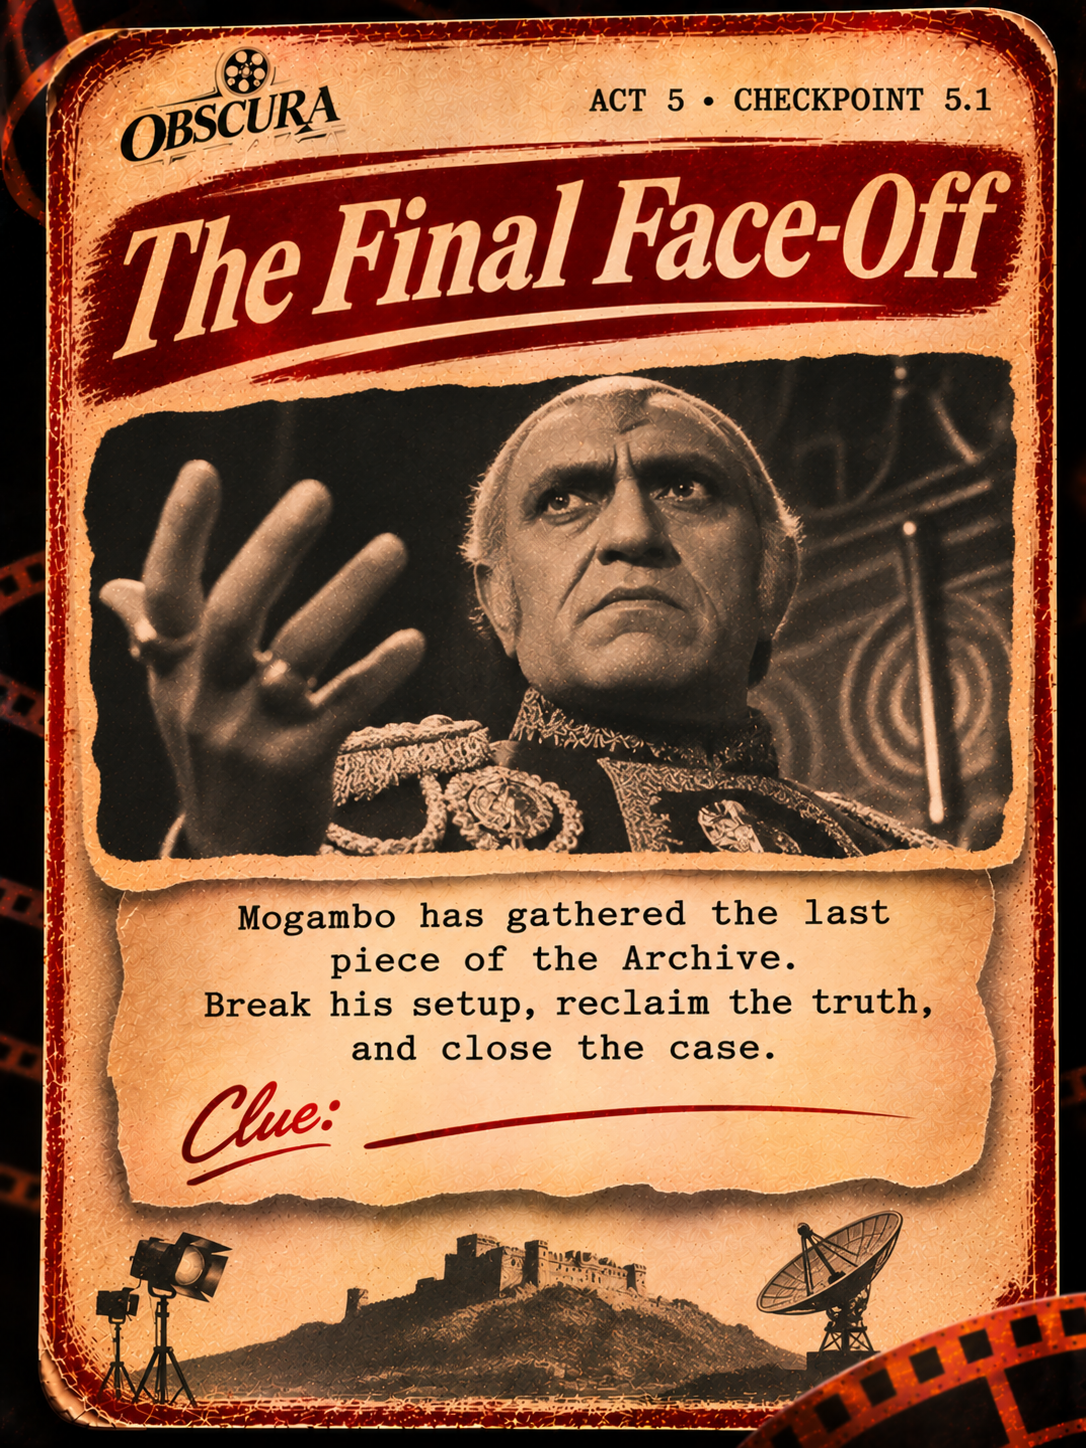 OBSCURA
ACT 5 • CHECKPOINT 5.1
The Final Face-Off
Mogambo has gathered the last
piece of the Archive.
Break his setup, reclaim the truth,
and close the case.
Clue: